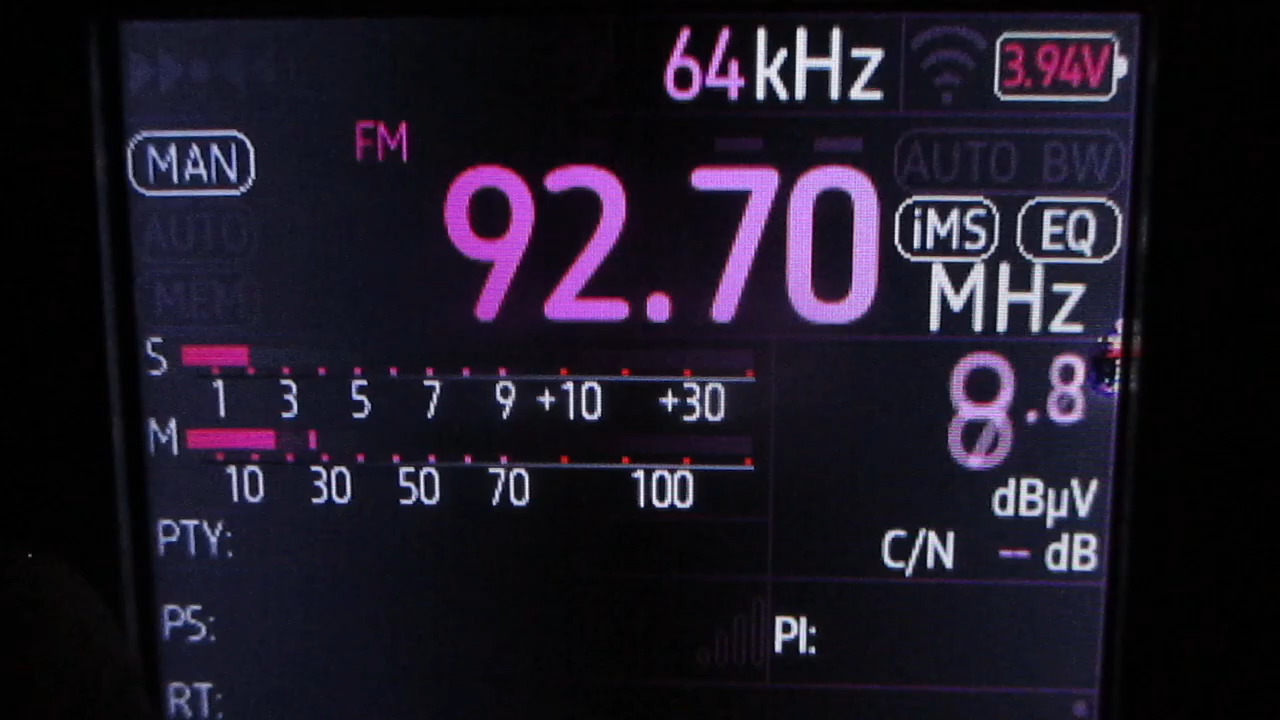 64 kHz 3.94V
FM
MAN
AUTO BW
92.70 MHz
AUTO
iMS EQ
MEM
S
1 3 5 7 9 +10 +30
.8
M
10 30 50 70 100
dBµV
PTY:
C/N -- dB
PS:
PI:
RT: